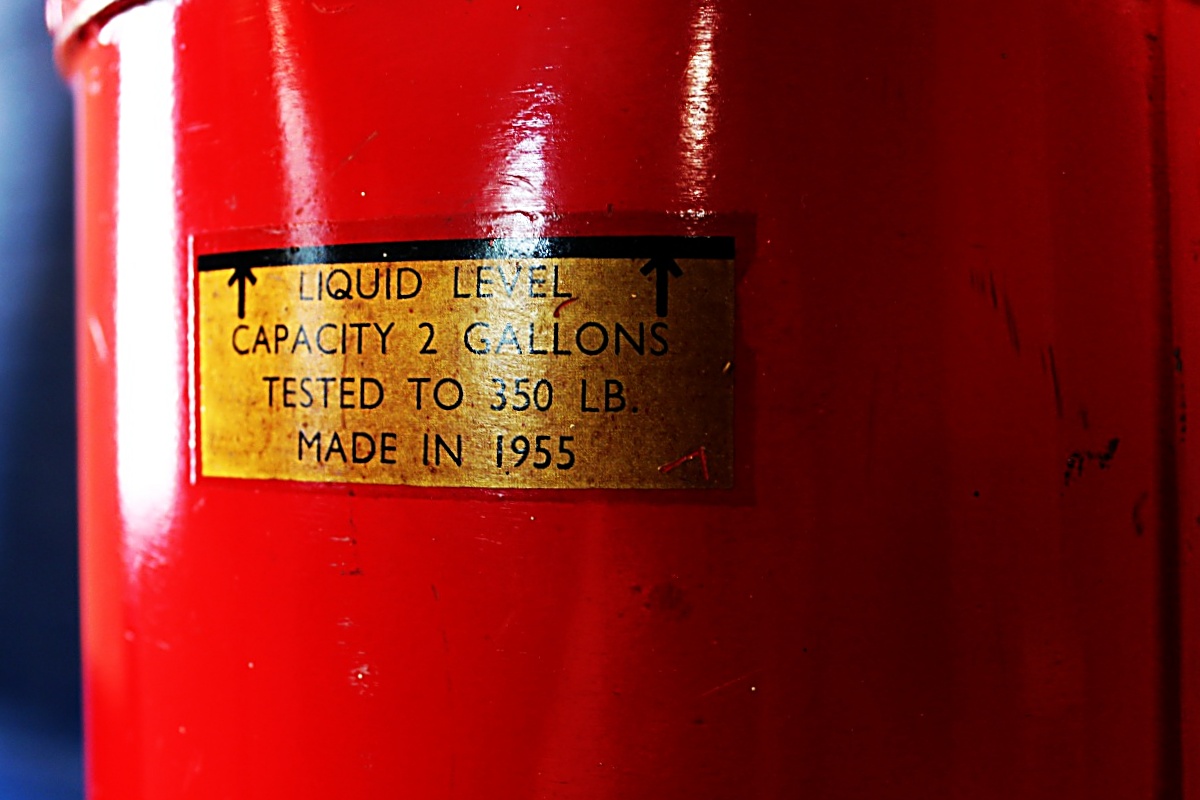 LIQUID LEVEL
CAPACITY 2 GALLONS
TESTED TO 350 LB.
MADE IN 1955